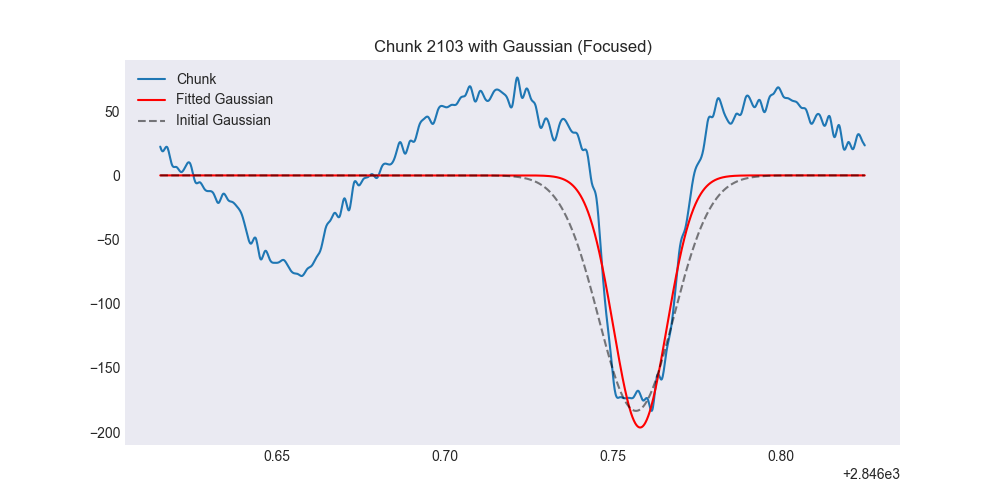 Chunk 2103 with Gaussian (Focused)
Chunk
Fitted Gaussian
Initial Gaussian
50
0
−50
−100
−150
−200
0.65 0.70 0.75 0.80
+2.846e3